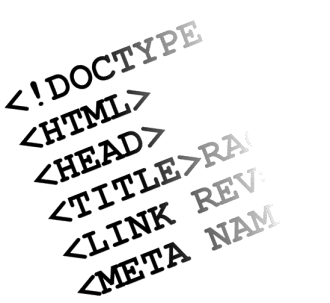 <!DOCTYPE
<HTML>
<HEAD>
<TITLE>RA
<LINK REV
<META NAM